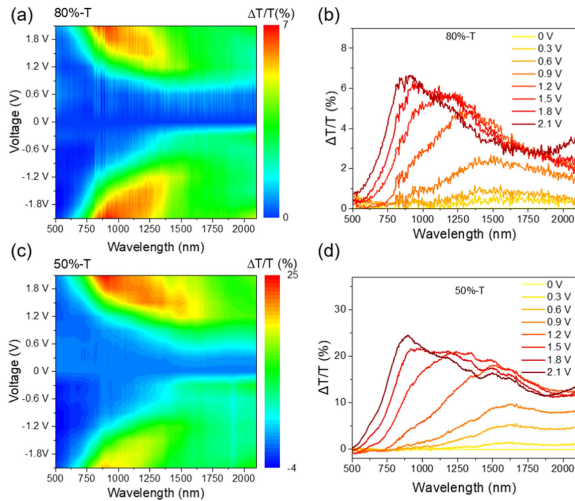 (a)
80%-T
ΔT/T(%)
7
0
1.8 V
1.2 V
0.6 V
0 V
-0.6 V
-1.2 V
-1.8V
Voltage (V)
500 750 1000 1250 1500 1750 2000
Wavelength (nm)
(b)
80%-T
0 V
0.3 V
0.6 V
0.9 V
1.2 V
1.5 V
1.8 V
2.1 V
8
6
4
2
0
ΔT/T (%)
500 750 1000 1250 1500 1750 2000
Wavelength (nm)
(c)
50%-T
ΔT/T (%)
25
-4
1.8 V
1.2 V
0.6 V
0 V
-0.6 V
-1.2 V
-1.8V
Voltage (V)
500 750 1000 1250 1500 1750 2000
Wavelength (nm)
(d)
50%-T
0 V
0.3 V
0.6 V
0.9 V
1.2 V
1.5 V
1.8 V
2.1 V
30
20
10
0
ΔT/T (%)
500 750 1000 1250 1500 1750 2000
Wavelength (nm)